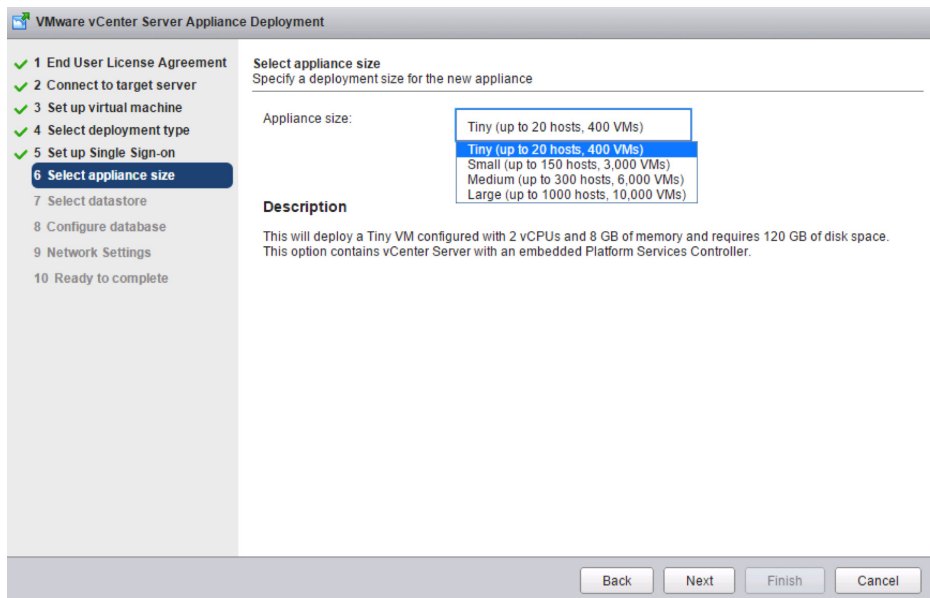 VMware vCenter Server Appliance Deployment
1 End User License Agreement
2 Connect to target server
3 Set up virtual machine
4 Select deployment type
5 Set up Single Sign-on
6 Select appliance size
7 Select datastore
8 Configure database
9 Network Settings
10 Ready to complete
Select appliance size
Specify a deployment size for the new appliance
Appliance size:
Tiny (up to 20 hosts, 400 VMs)
Tiny (up to 20 hosts, 400 VMs)
Small (up to 150 hosts, 3,000 VMs)
Medium (up to 300 hosts, 6,000 VMs)
Large (up to 1000 hosts, 10,000 VMs)
Description
This will deploy a Tiny VM configured with 2 vCPUs and 8 GB of memory and requires 120 GB of disk space.
This option contains vCenter Server with an embedded Platform Services Controller.
Back
Next
Finish
Cancel